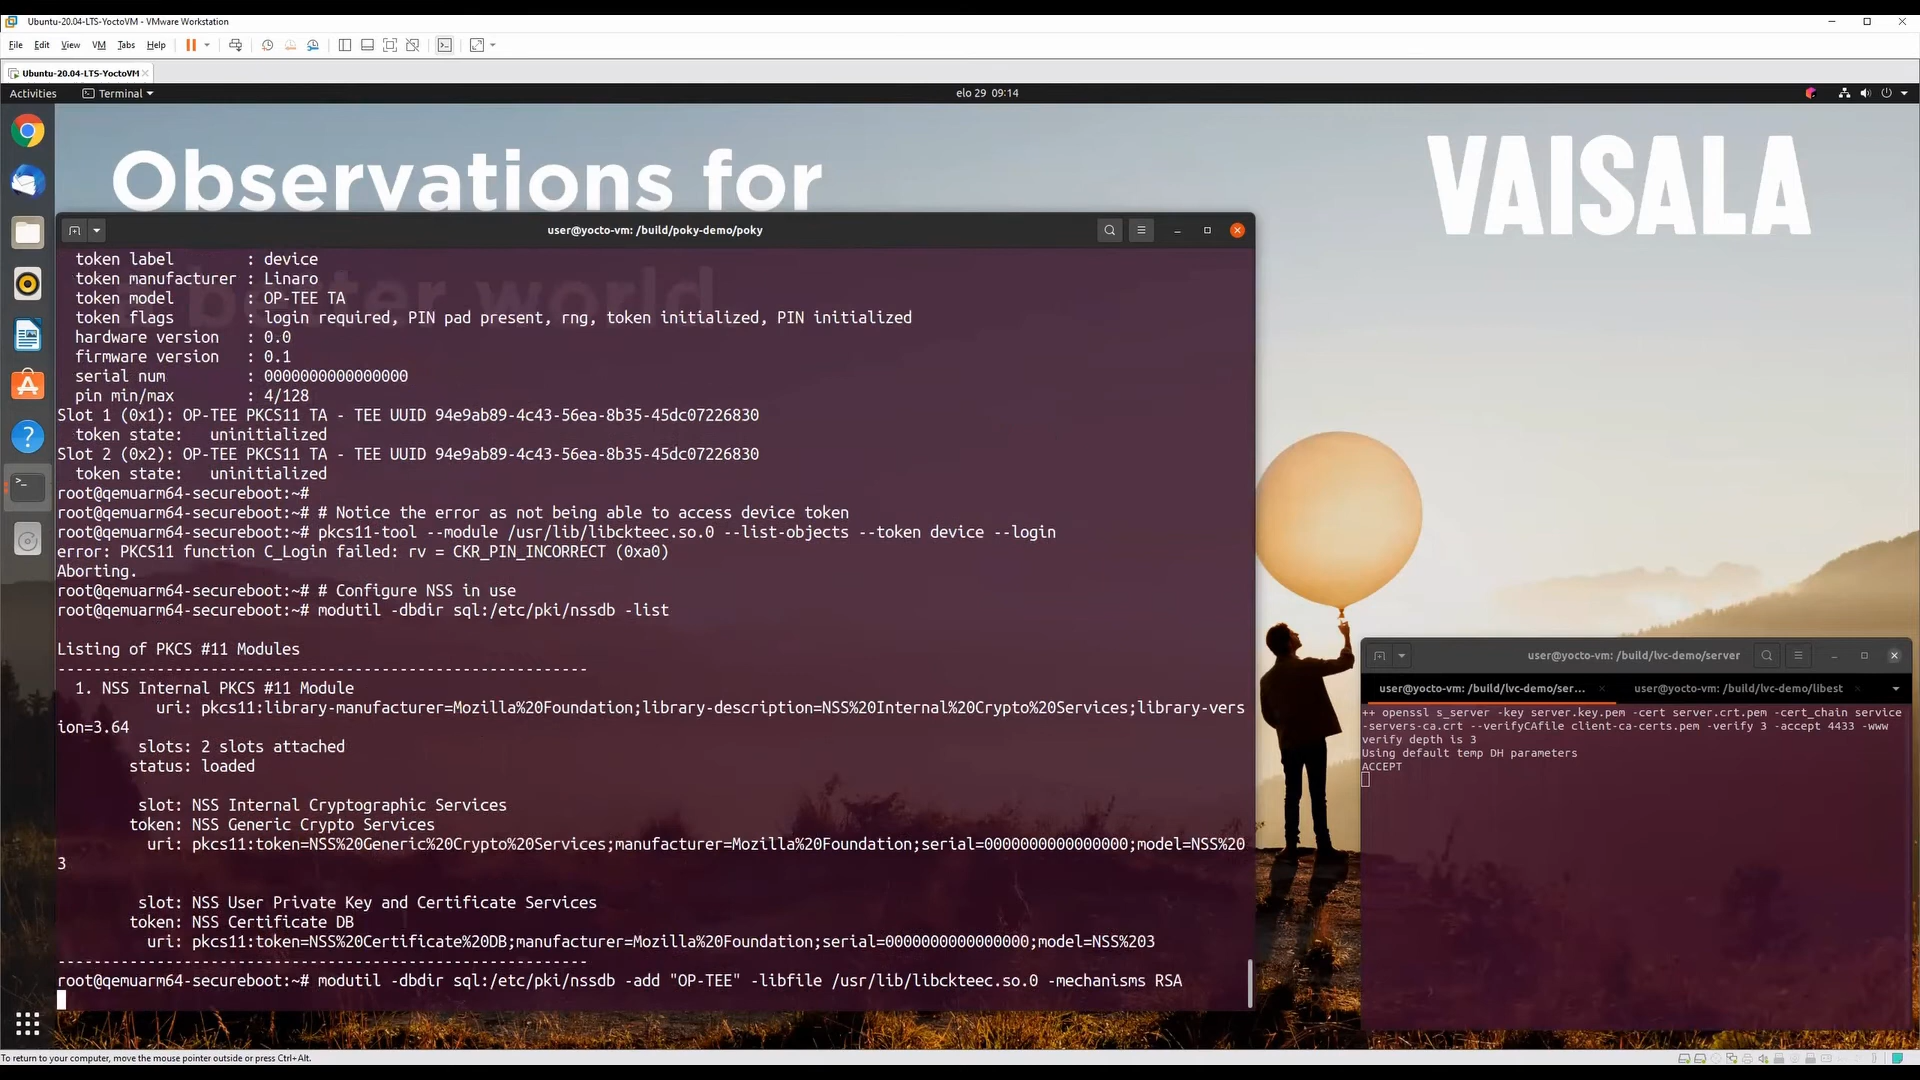 Ubuntu-20.04-LTS-YoctoVM - VMware Workstation
File Edit View VM Tabs Help
Ubuntu-20.04-LTS-YoctoVM
Activities Terminal elo 29 09:14
Observations for
VAISALA
better world
user@yocto-vm: /build/poky-demo/poky
token label : device
token manufacturer : Linaro
token model : OP-TEE TA
token flags : login required, PIN pad present, rng, token initialized, PIN initialized
hardware version : 0.0
firmware version : 0.1
serial num : 0000000000000000
pin min/max : 4/128
Slot 1 (0x1): OP-TEE PKCS11 TA - TEE UUID 94e9ab89-4c43-56ea-8b35-45dc07226830
token state: uninitialized
Slot 2 (0x2): OP-TEE PKCS11 TA - TEE UUID 94e9ab89-4c43-56ea-8b35-45dc07226830
token state: uninitialized
root@qemuarm64-secureboot:~#
root@qemuarm64-secureboot:~# # Notice the error as not being able to access device token
root@qemuarm64-secureboot:~# pkcs11-tool --module /usr/lib/libckteec.so.0 --list-objects --token device --login
error: PKCS11 function C_Login failed: rv = CKR_PIN_INCORRECT (0xa0)
Aborting.
root@qemuarm64-secureboot:~# # Configure NSS in use
root@qemuarm64-secureboot:~# modutil -dbdir sql:/etc/pki/nssdb -list
Listing of PKCS #11 Modules
-----------------------------------------------------------
1. NSS Internal PKCS #11 Module
uri: pkcs11:library-manufacturer=Mozilla%20Foundation;library-description=NSS%20Internal%20Crypto%20Services;library-vers
ion=3.64
slots: 2 slots attached
status: loaded
slot: NSS Internal Cryptographic Services
token: NSS Generic Crypto Services
uri: pkcs11:token=NSS%20Generic%20Crypto%20Services;manufacturer=Mozilla%20Foundation;serial=0000000000000000;model=NSS%20
3
slot: NSS User Private Key and Certificate Services
token: NSS Certificate DB
uri: pkcs11:token=NSS%20Certificate%20DB;manufacturer=Mozilla%20Foundation;serial=0000000000000000;model=NSS%203
-----------------------------------------------------------
root@qemuarm64-secureboot:~# modutil -dbdir sql:/etc/pki/nssdb -add "OP-TEE" -libfile /usr/lib/libckteec.so.0 -mechanisms RSA
user@yocto-vm: /build/lvc-demo/server
user@yocto-vm: /build/lvc-demo/ser... user@yocto-vm: /build/lvc-demo/libest
++ openssl s_server -key server.key.pem -cert server.crt.pem -cert_chain service
-servers-ca.crt --verifyCAfile client-ca-certs.pem -verify 3 -accept 4433 -www
verify depth is 3
Using default temp DH parameters
ACCEPT
To return to your computer, move the mouse pointer outside or press Ctrl+Alt.